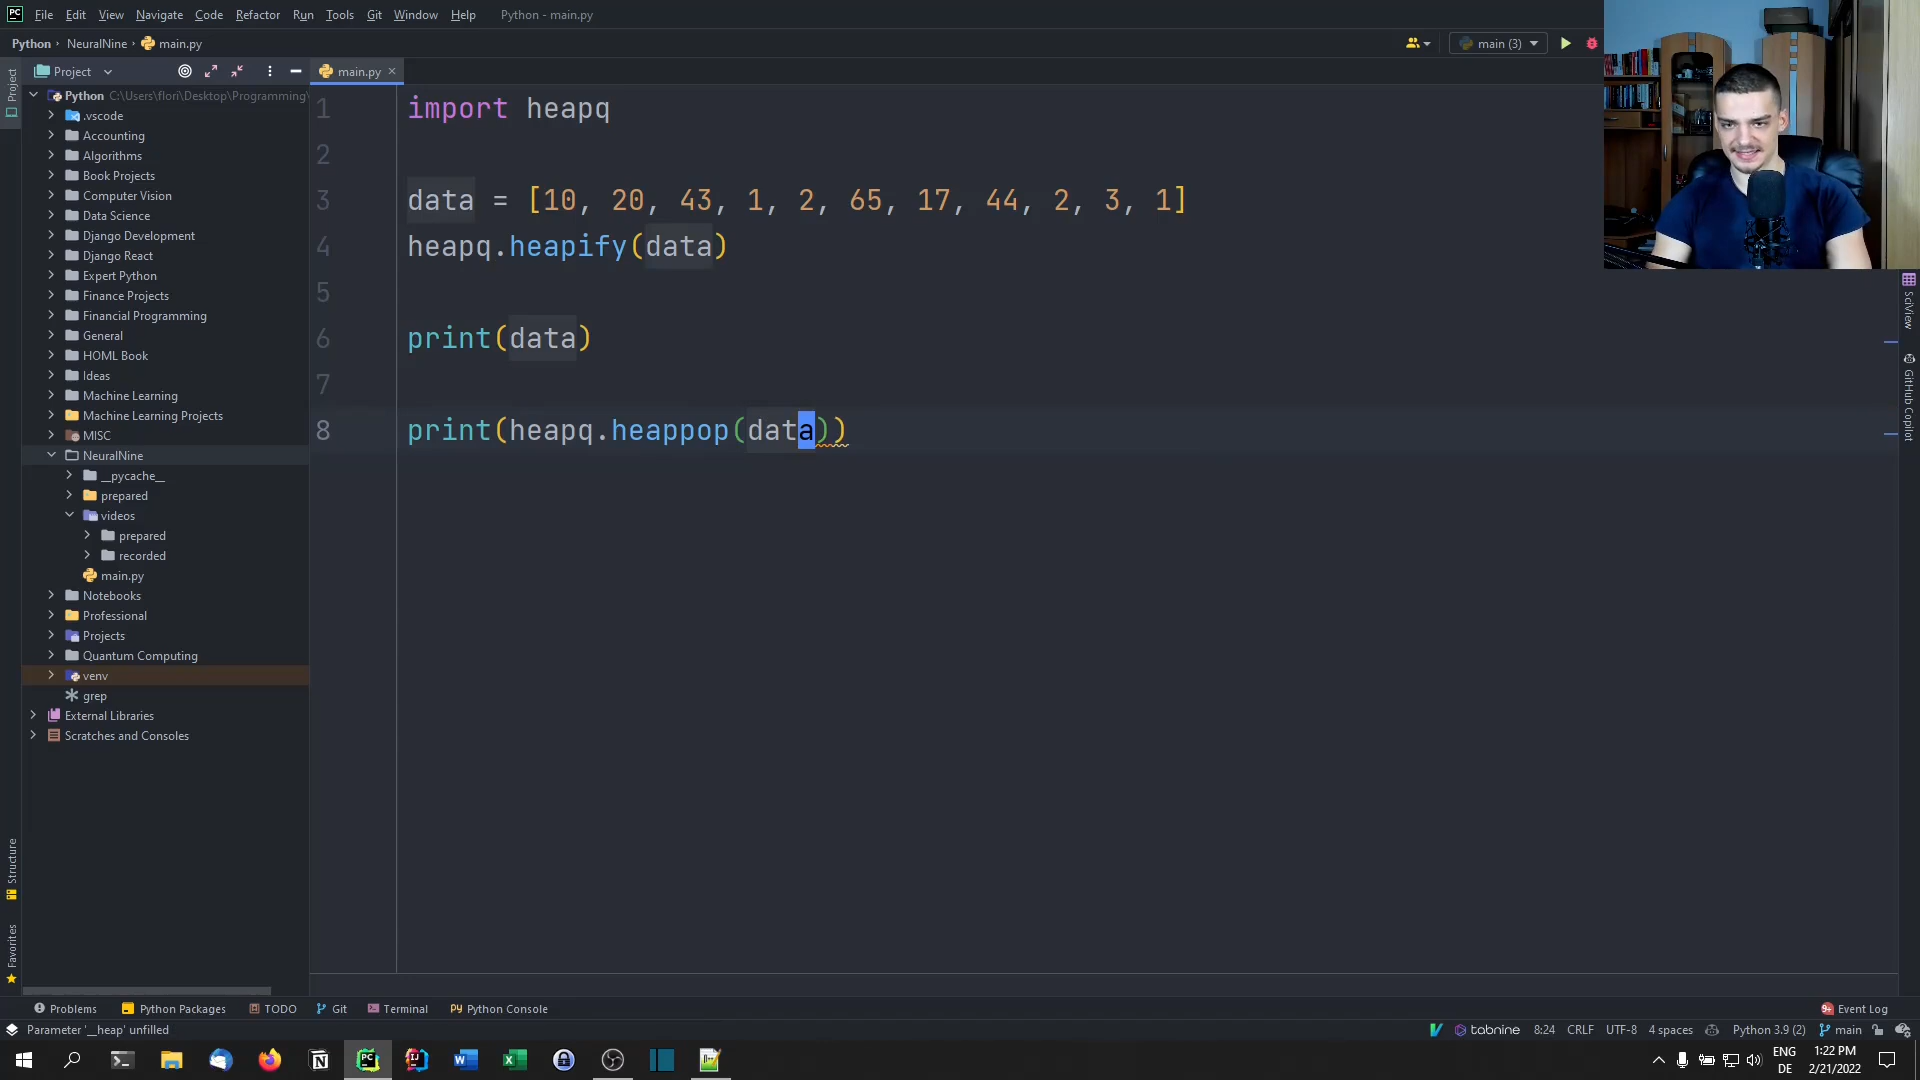 File Edit View Navigate Code Refactor Run Tools Git Window Help Python - main.py
Python NeuralNine main.py main (3)
Project
main.py
Project
Python C:\Users\flori\Desktop\Programming\
.vscode
Accounting
Algorithms
Book Projects
Computer Vision
Data Science
Django Development
Django React
Expert Python
Finance Projects
Financial Programming
General
HOML Book
Ideas
Machine Learning
Machine Learning Projects
MISC
NeuralNine
__pycache__
prepared
videos
prepared
recorded
main.py
Notebooks
Professional
Projects
Quantum Computing
venv
grep
External Libraries
Scratches and Consoles
Structure
Favorites
1 import heapq
2
3 data = [10, 20, 43, 1, 2, 65, 17, 44, 2, 3, 1]
4 heapq.heapify(data)
5
6 print(data)
7
8 print(heapq.heappop(data))
SciView
GitHub Copilot
Problems Python Packages TODO Git Terminal Python Console 9+ Event Log
Parameter '__heap' unfilled tabnine 8:24 CRLF UTF-8 4 spaces Python 3.9 (2) main
ENG 1:22 PM
DE 2/21/2022